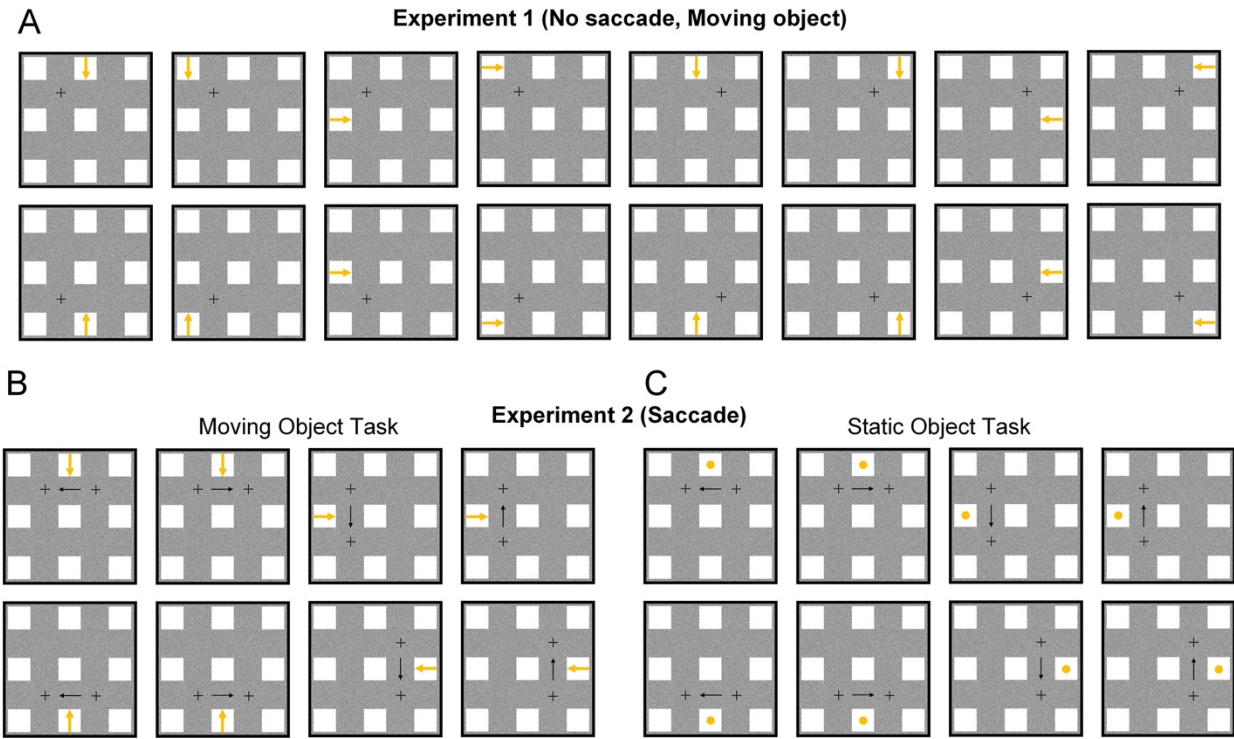 A
Experiment 1 (No saccade, Moving object)
B
C
Experiment 2 (Saccade)
Moving Object Task
Static Object Task